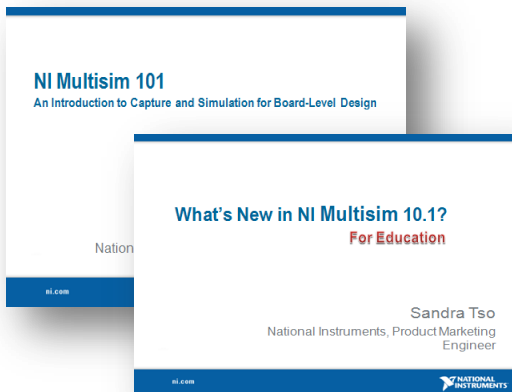 NI Multisim 101
An Introduction to Capture and Simulation for Board-Level Design
Nation
ni.com
What's New in NI Multisim 10.1?
For Education
Sandra Tso
National Instruments, Product Marketing
Engineer
ni.com
NATIONAL
INSTRUMENTS